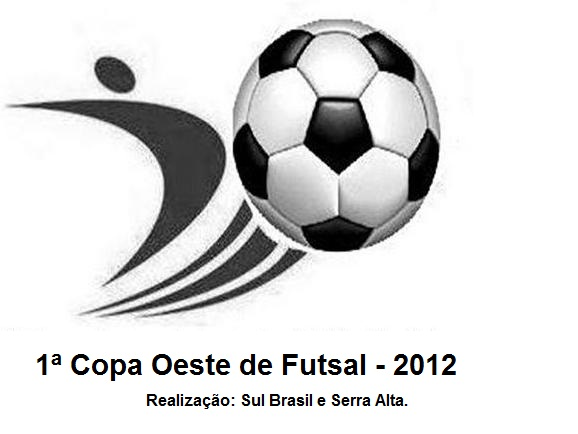 1ª Copa Oeste de Futsal - 2012
Realização: Sul Brasil e Serra Alta.